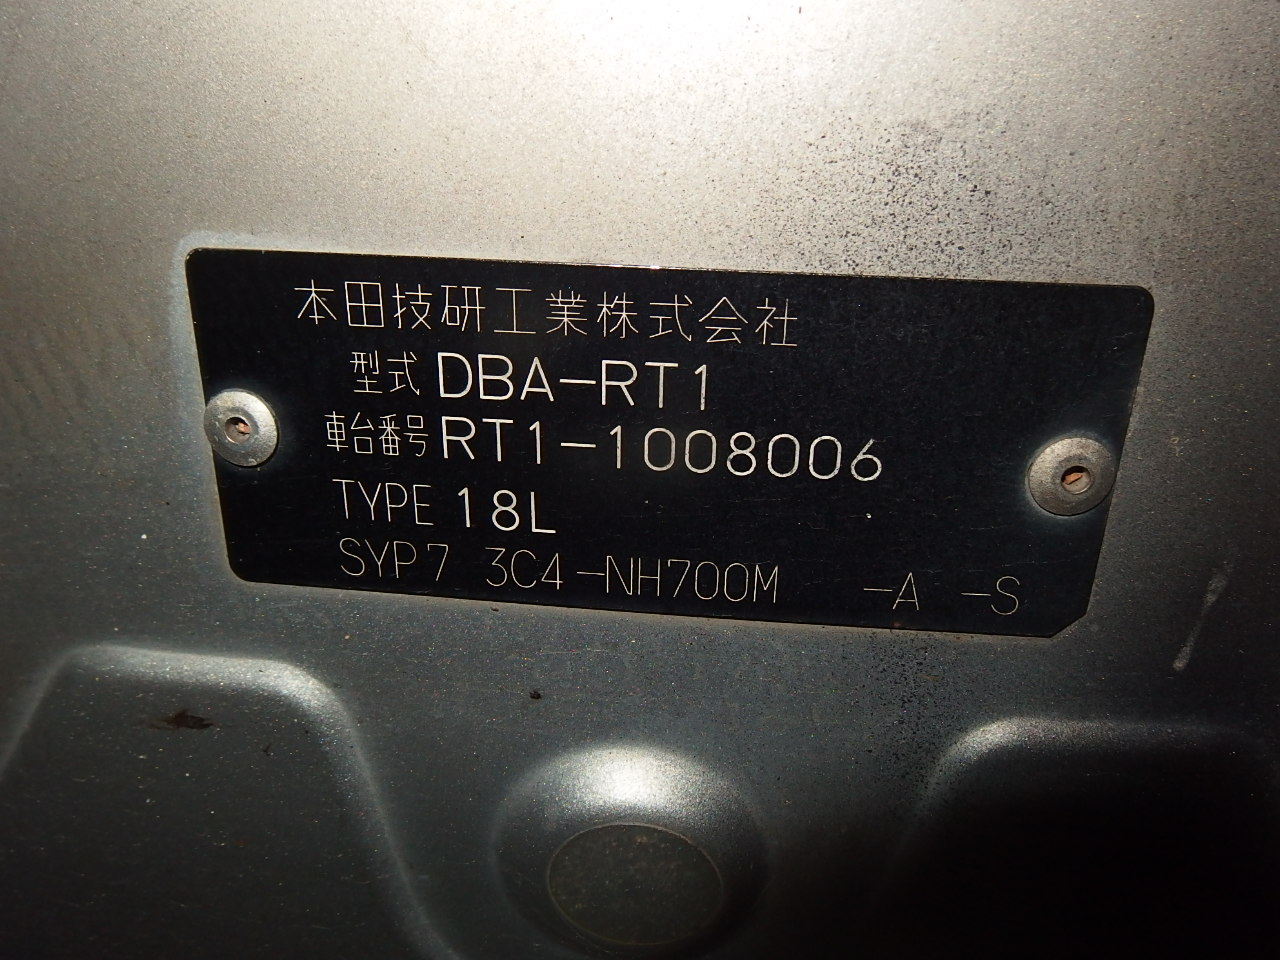 本田技研工業株式会社
型式 DBA-RT1
車台番号 RT1-1008006
TYPE 18L
SYP7 3C4-NH700M -A -S